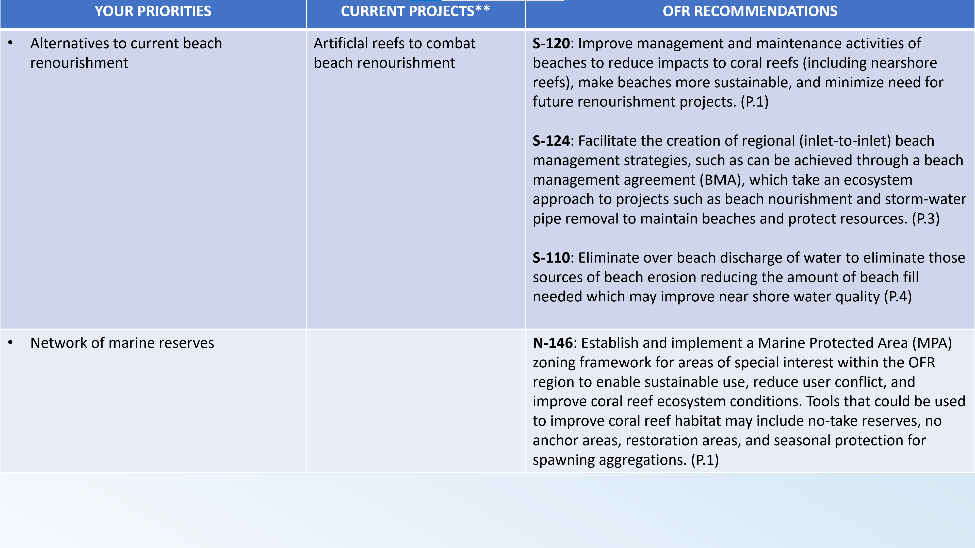 YOUR PRIORITIES
CURRENT PROJECTS**
OFR RECOMMENDATIONS
• Alternatives to current beach
renourishment
Artificlal reefs to combat
beach renourishment
S-120: Improve management and maintenance activities of
beaches to reduce impacts to coral reefs (including nearshore
reefs), make beaches more sustainable, and minimize need for
future renourishment projects. (P.1)
S-124: Facilitate the creation of regional (inlet-to-inlet) beach
management strategies, such as can be achieved through a beach
management agreement (BMA), which take an ecosystem
approach to projects such as beach nourishment and storm-water
pipe removal to maintain beaches and protect resources. (P.3)
S-110: Eliminate over beach discharge of water to eliminate those
sources of beach erosion reducing the amount of beach fill
needed which may improve near shore water quality (P.4)
• Network of marine reserves
N-146: Establish and implement a Marine Protected Area (MPA)
zoning framework for areas of special interest within the OFR
region to enable sustainable use, reduce user conflict, and
improve coral reef ecosystem conditions. Tools that could be used
to improve coral reef habitat may include no-take reserves, no
anchor areas, restoration areas, and seasonal protection for
spawning aggregations. (P.1)